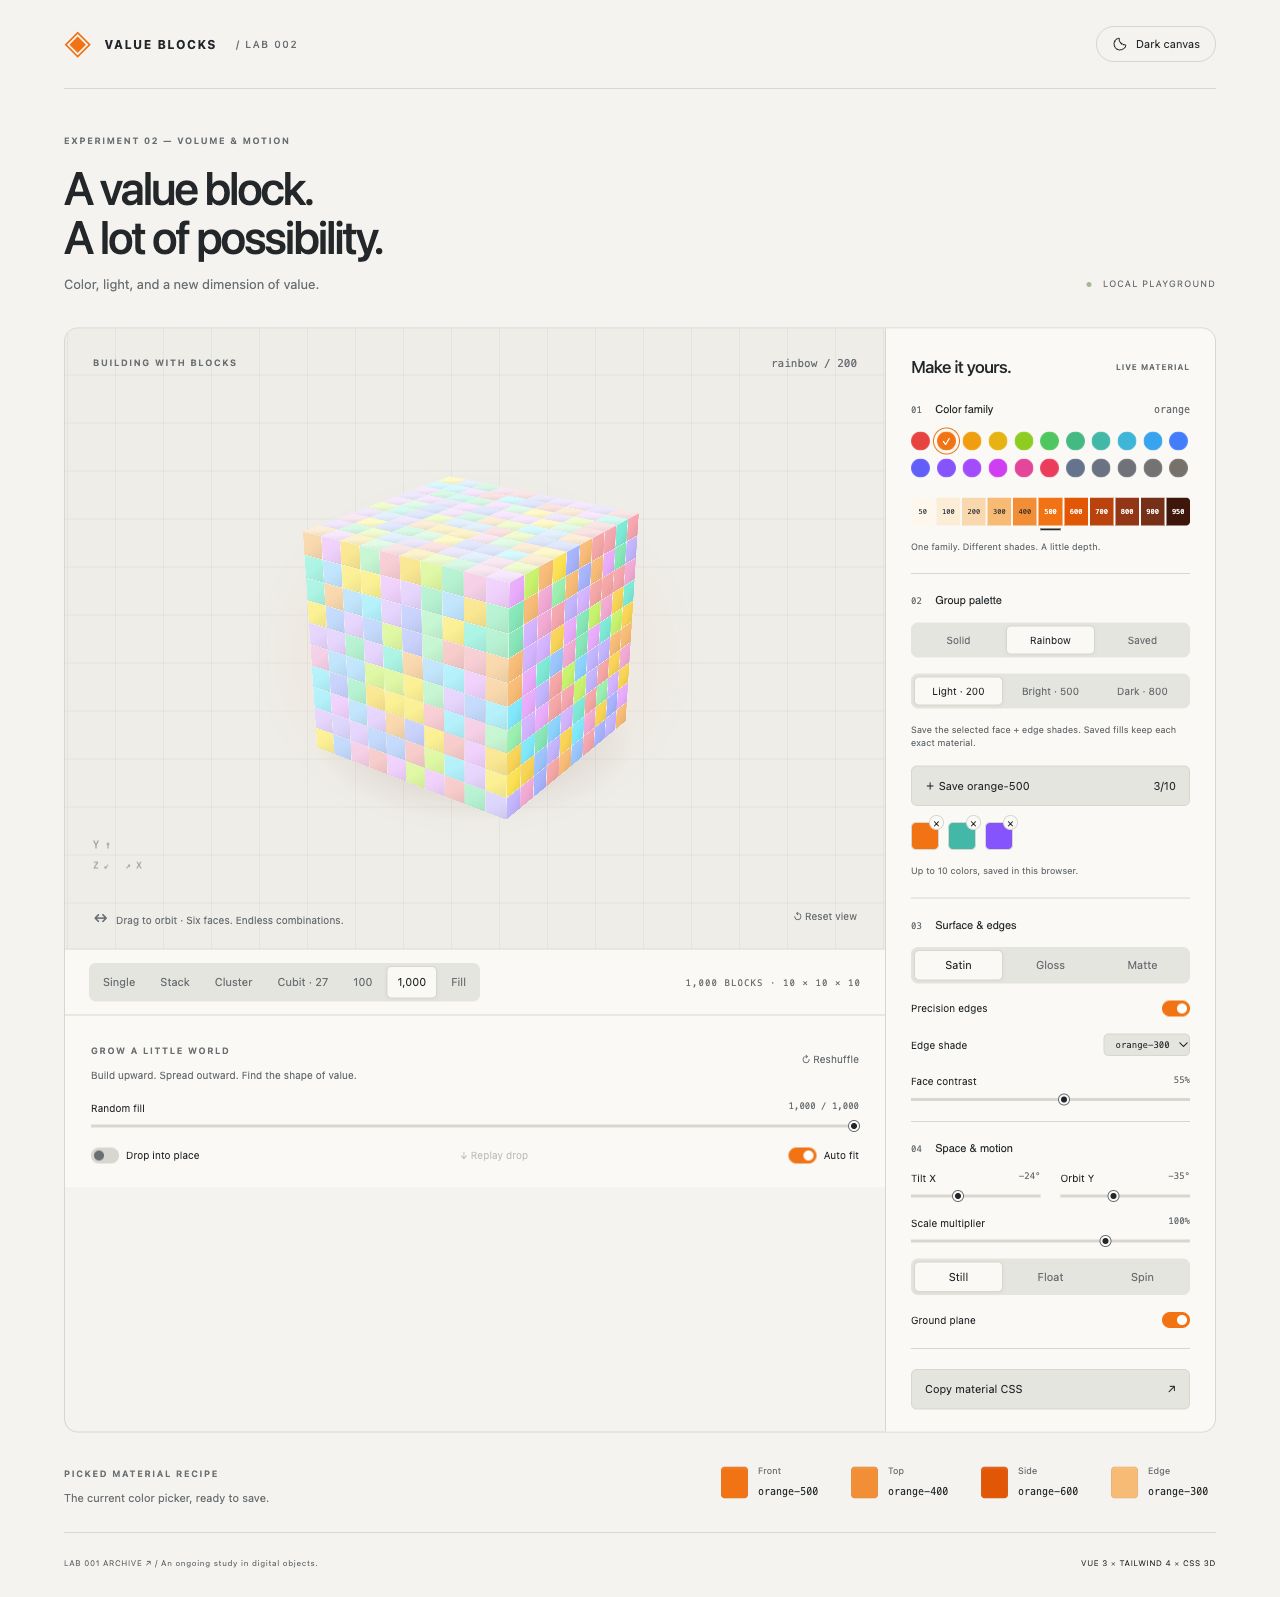 VALUE BLOCKS / LAB 002
Dark canvas
EXPERIMENT 02 — VOLUME & MOTION
A value block.
A lot of possibility.
Color, light, and a new dimension of value.
LOCAL PLAYGROUND
BUILDING WITH BLOCKS
rainbow / 200
Y ↑
Z ↙ ↗ X
↔ Drag to orbit · Six faces. Endless combinations.
↺ Reset view
Single Stack Cluster Cubit · 27 100 1,000 Fill
1,000 BLOCKS · 10 × 10 × 10
GROW A LITTLE WORLD
Build upward. Spread outward. Find the shape of value.
↻ Reshuffle
Random fill
1,000 / 1,000
Drop into place
↓ Replay drop
Auto fit
Make it yours.
LIVE MATERIAL
01 Color family
orange
50 100 200 300 400 500 600 700 800 900 950
One family. Different shades. A little depth.
02 Group palette
Solid Rainbow Saved
Light · 200 Bright · 500 Dark · 800
Save the selected face + edge shades. Saved fills keep each
exact material.
+ Save orange-500
3/10
× × ×
Up to 10 colors, saved in this browser.
03 Surface & edges
Satin Gloss Matte
Precision edges
Edge shade
orange-300
Face contrast
55%
04 Space & motion
Tilt X
-24°
Orbit Y
-35°
Scale multiplier
100%
Still Float Spin
Ground plane
Copy material CSS ↗
PICKED MATERIAL RECIPE
The current color picker, ready to save.
Front
orange-500
Top
orange-400
Side
orange-600
Edge
orange-300
LAB 001 ARCHIVE ↗ / An ongoing study in digital objects.
VUE 3 × TAILWIND 4 × CSS 3D